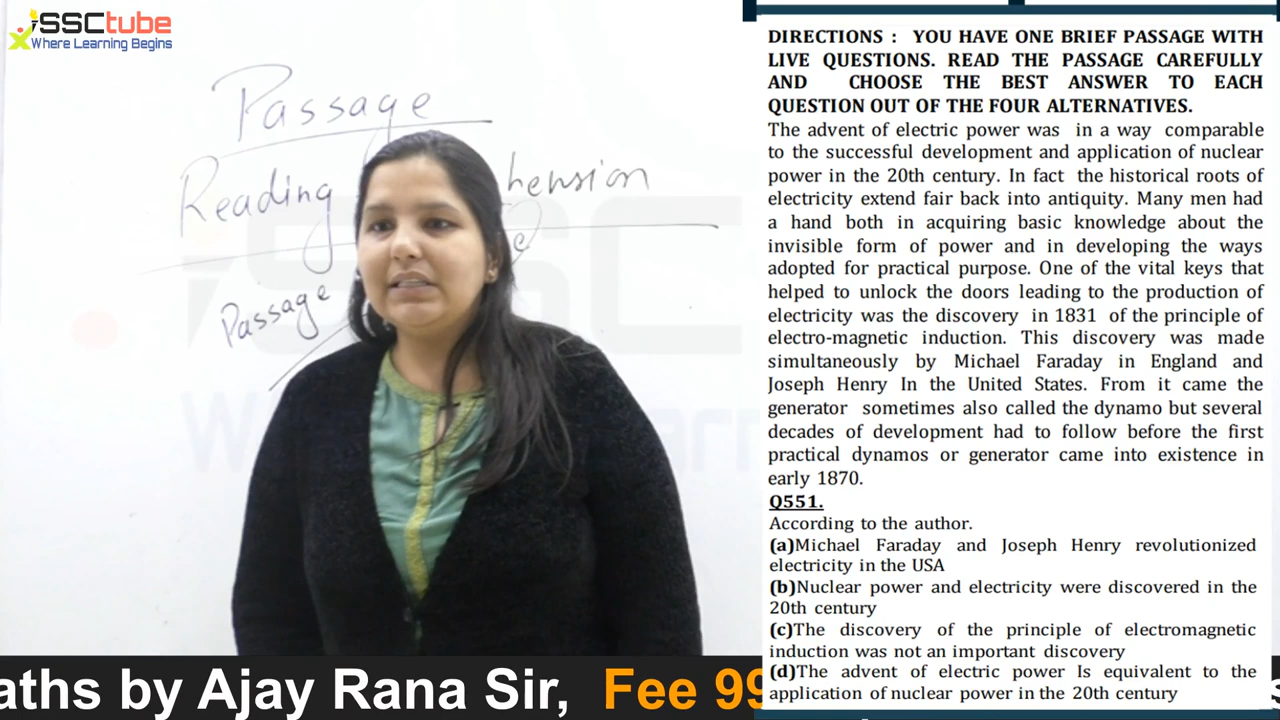 SSCtube
Where Learning Begins
Passage
Reading hension
Passage
DIRECTIONS : YOU HAVE ONE BRIEF PASSAGE WITH
LIVE QUESTIONS. READ THE PASSAGE CAREFULLY
AND CHOOSE THE BEST ANSWER TO EACH
QUESTION OUT OF THE FOUR ALTERNATIVES.
The advent of electric power was in a way comparable
to the successful development and application of nuclear
power in the 20th century. In fact the historical roots of
electricity extend fair back into antiquity. Many men had
a hand both in acquiring basic knowledge about the
invisible form of power and in developing the ways
adopted for practical purpose. One of the vital keys that
helped to unlock the doors leading to the production of
electricity was the discovery in 1831 of the principle of
electro-magnetic induction. This discovery was made
simultaneously by Michael Faraday in England and
Joseph Henry In the United States. From it came the
generator sometimes also called the dynamo but several
decades of development had to follow before the first
practical dynamos or generator came into existence in
early 1870.
Q551.
According to the author.
(a)Michael Faraday and Joseph Henry revolutionized
electricity in the USA
(b)Nuclear power and electricity were discovered in the
20th century
(c)The discovery of the principle of electromagnetic
induction was not an important discovery
(d)The advent of electric power Is equivalent to the
application of nuclear power in the 20th century
aths by Ajay Rana Sir, Fee 99